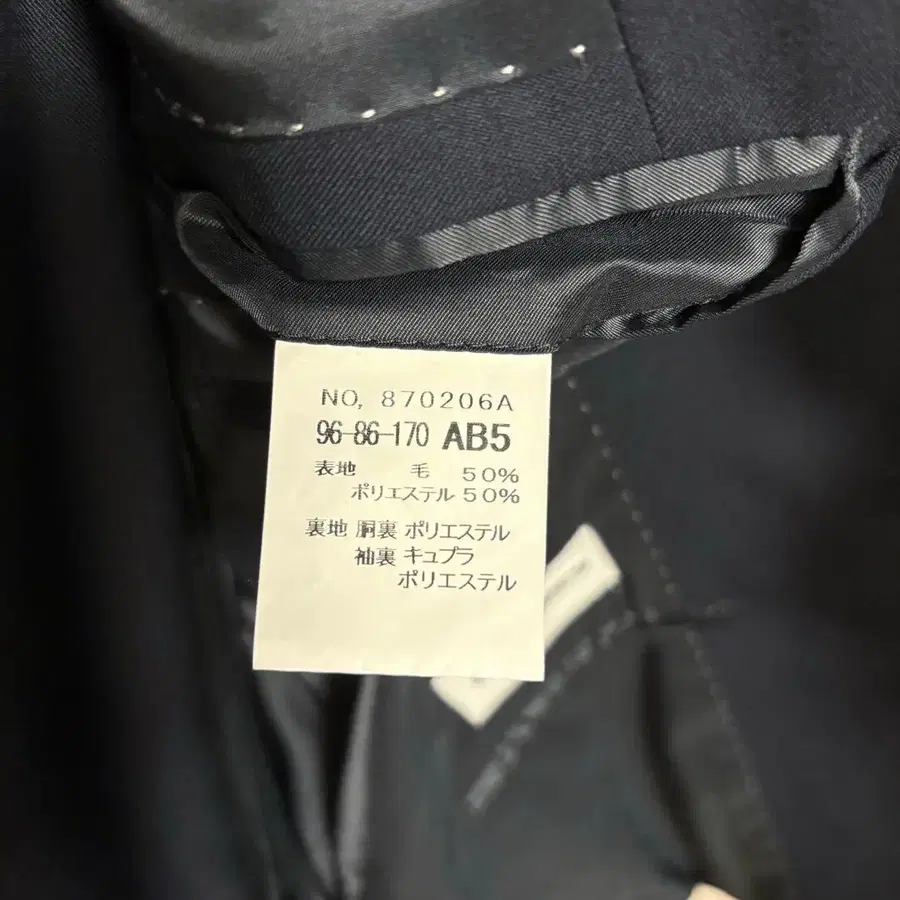 NO, 870206A
96-86-170 AB5
表地 毛 50%
ポリエステル 50%
裏地 胴裏 ポリエステル
袖裏 キュプラ
ポリエステル